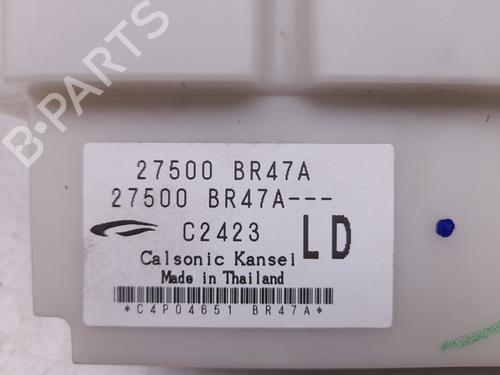 B-PARTS
27500 BR47A
27500 BR47A---
C2423 LD
Calsonic Kansei
Made in Thailand
*C4P04651 BR47A*